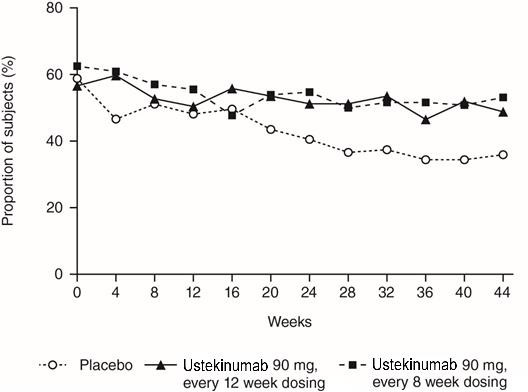 80
60
40
20
0
Proportion of subjects (%)
0 4 8 12 16 20 24 28 32 36 40 44
Weeks
Placebo
Ustekinumab 90 mg,
every 12 week dosing
Ustekinumab 90 mg,
every 8 week dosing